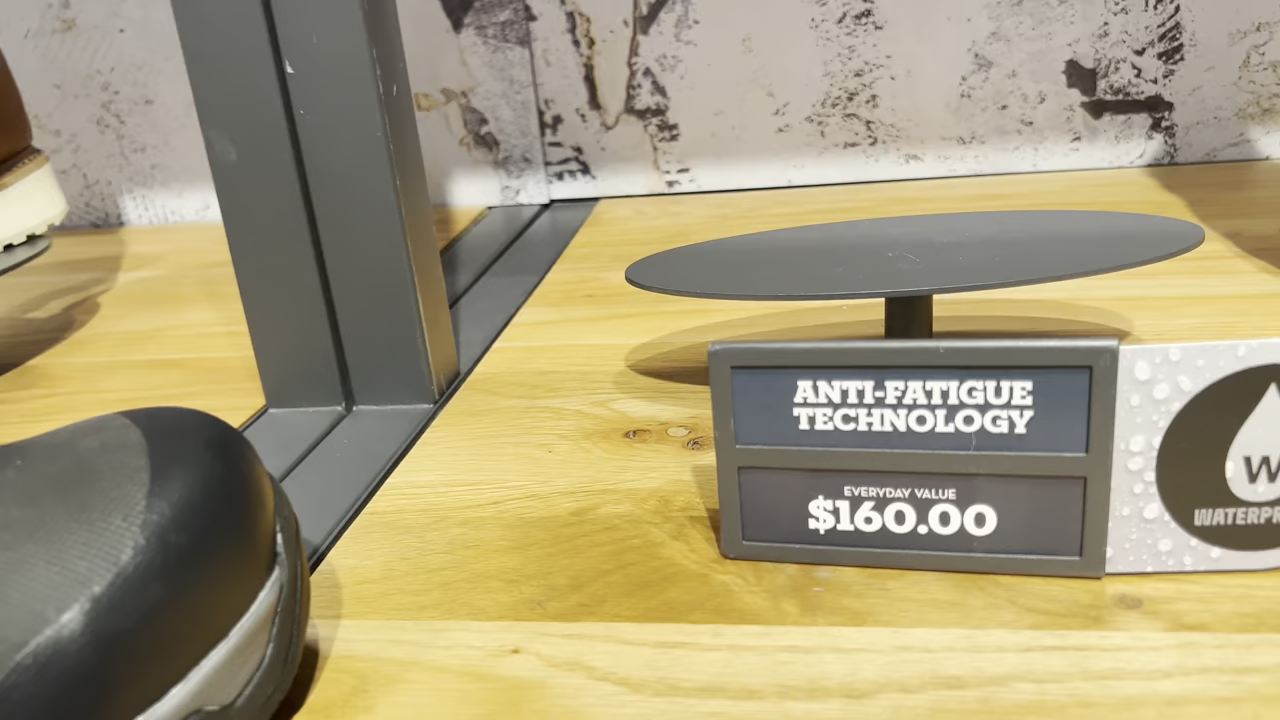 ANTI-FATIGUE
TECHNOLOGY
EVERYDAY VALUE
$160.00
W